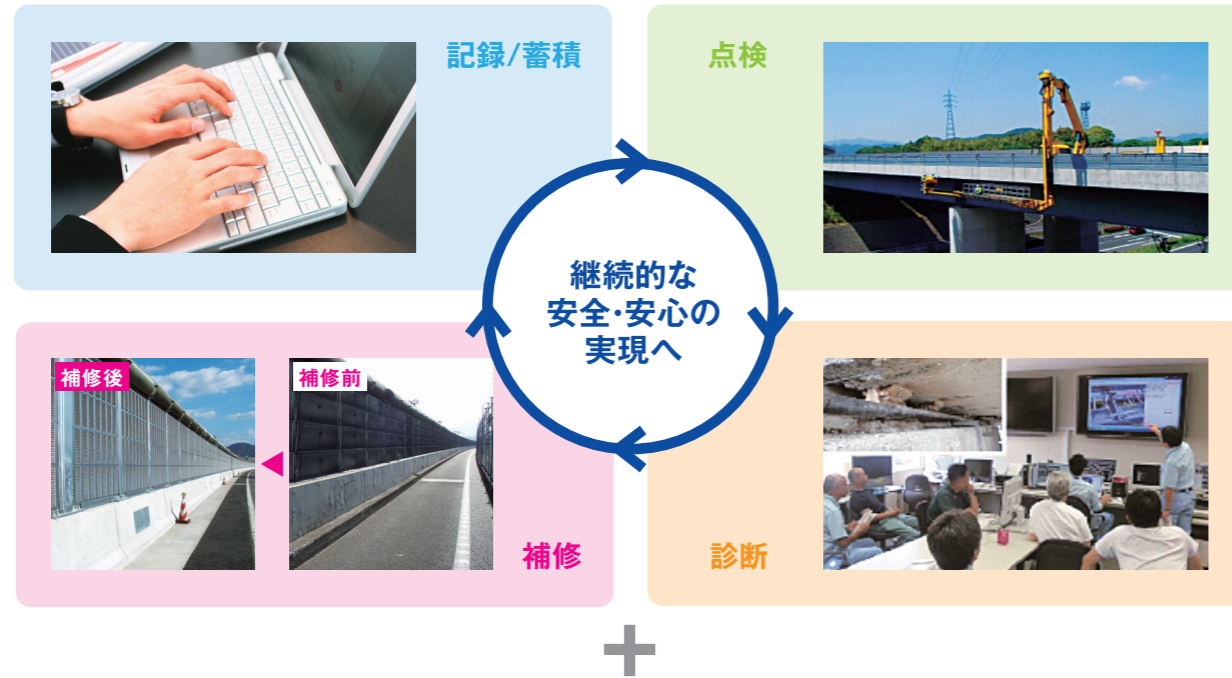 記録/蓄積
点検
継続的な
安全・安心の
実現へ
補修後
補修前
補修
診断
+